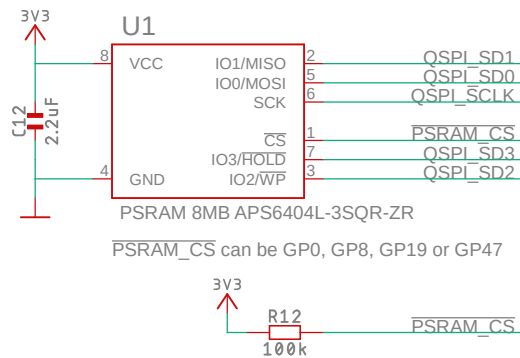 3V3
U1
8 VCC IO1/MISO 2 QSPI_SD1
IO0/MOSI 5 QSPI_SD0
SCK 6 QSPI_SCLK
C12 2.2uF
CS 1 PSRAM_CS
IO3/HOLD 7 QSPI_SD3
4 GND IO2/WP 3 QSPI_SD2
PSRAM 8MB APS6404L-3SQR-ZR
PSRAM_CS can be GP0, GP8, GP19 or GP47
3V3
R12 PSRAM_CS
100k